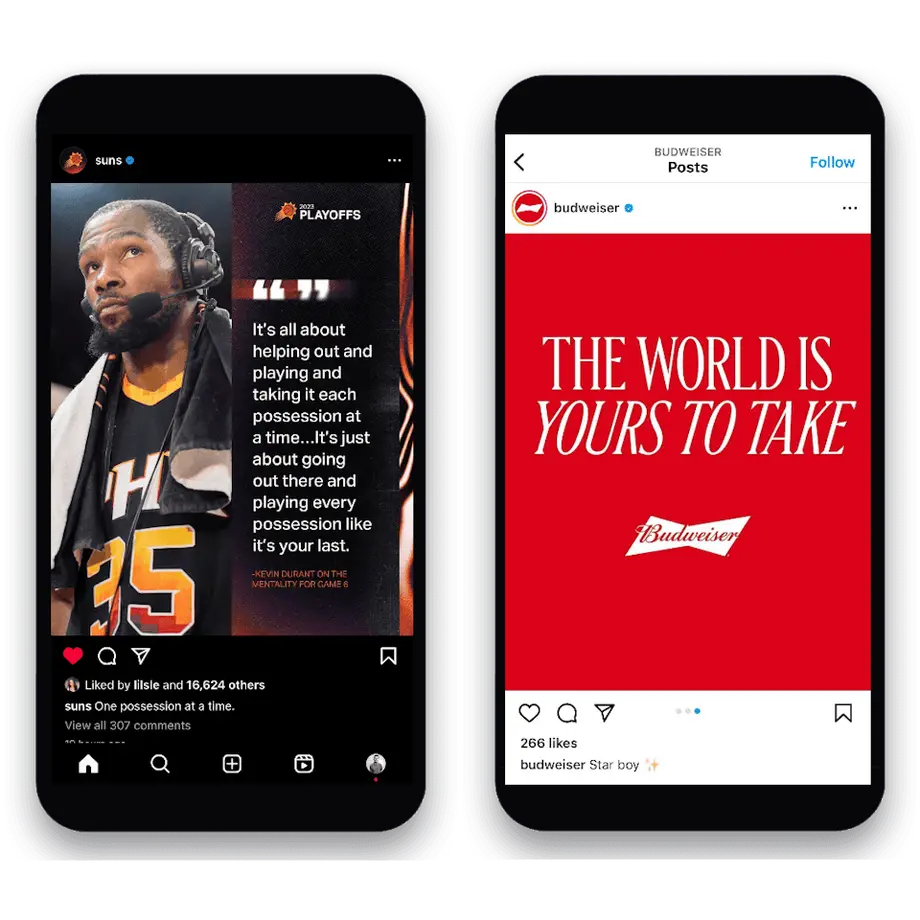 suns
2023
PLAYOFFS
“ ”
It's all about
helping out and
playing and
taking it each
possession at
a time...It's just
about going
out there and
playing every
possession like
it's your last.
-KEVIN DURANT ON THE
MENTALITY FOR GAME 6
PH
35
Liked by lilsie and 16,624 others
suns One possession at a time.
View all 307 comments
BUDWEISER
Posts
Follow
budweiser
THE WORLD IS
YOURS TO TAKE
Budweiser
266 likes
budweiser Star boy ✨